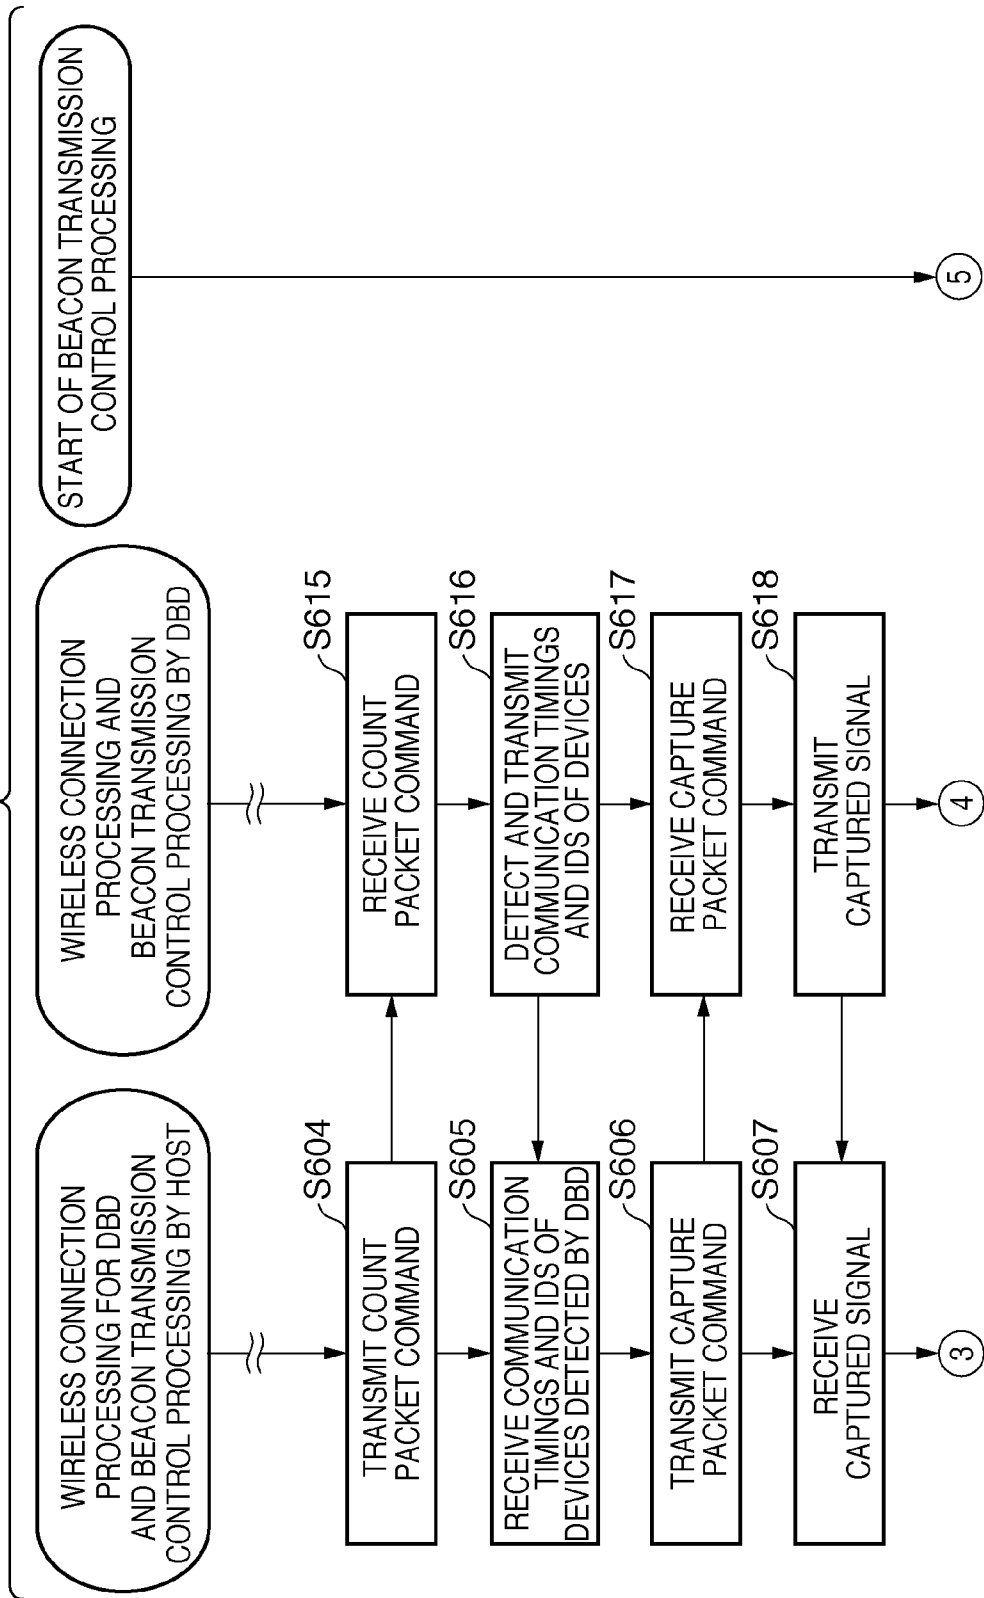 WIRELESS CONNECTION
PROCESSING FOR DBD
AND BEACON TRANSMISSION
CONTROL PROCESSING BY HOST
S604
TRANSMIT COUNT
PACKET COMMAND
S605
RECEIVE COMMUNICATION
TIMINGS AND IDS OF
DEVICES DETECTED BY DBD
S606
TRANSMIT CAPTURE
PACKET COMMAND
S607
RECEIVE
CAPTURED SIGNAL
3
WIRELESS CONNECTION
PROCESSING AND
BEACON TRANSMISSION
CONTROL PROCESSING BY DBD
S615
RECEIVE COUNT
PACKET COMMAND
S616
DETECT AND TRANSMIT
COMMUNICATION TIMINGS
AND IDS OF DEVICES
S617
RECEIVE CAPTURE
PACKET COMMAND
S618
TRANSMIT
CAPTURED SIGNAL
4
START OF BEACON TRANSMISSION
CONTROL PROCESSING
5